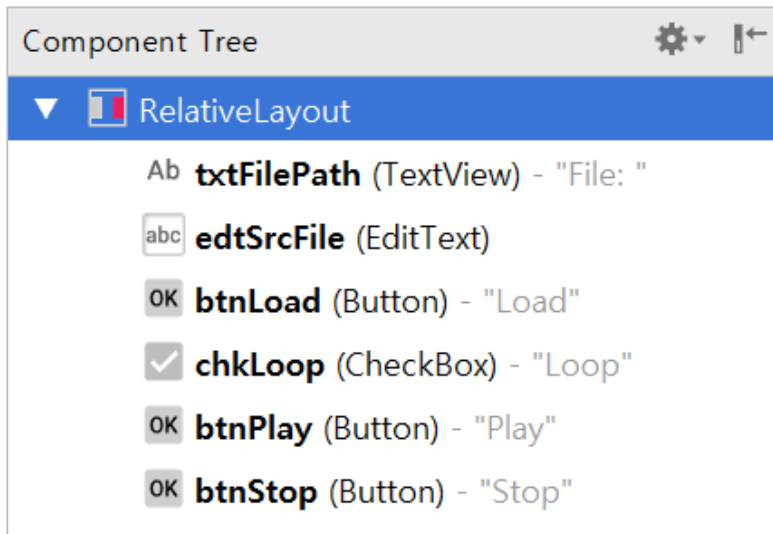 Component Tree
RelativeLayout
Ab txtFilePath (TextView) - "File: "
abc edtSrcFile (EditText)
OK btnLoad (Button) - "Load"
chkLoop (CheckBox) - "Loop"
OK btnPlay (Button) - "Play"
OK btnStop (Button) - "Stop"